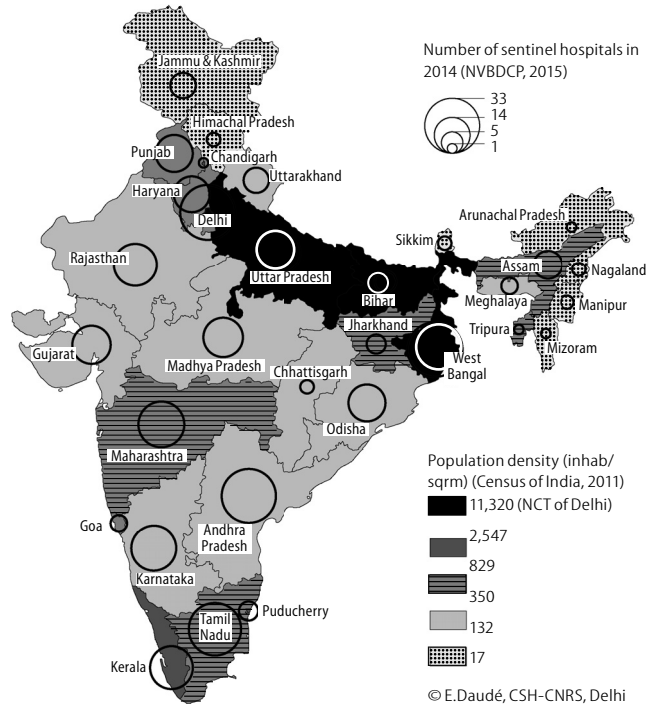 Number of sentinel hospitals in
2014 (NVBDCP, 2015)
33
14
5
1
Jammu & Kashmir
Himachal Pradesh
Punjab
Chandigarh
Uttarakhand
Haryana
Delhi
Arunachal Pradesh
Sikkim
Rajasthan
Assam
Nagaland
Uttar Pradesh
Bihar
Meghalaya
Manipur
Jharkhand
Tripura
Gujarat
Mizoram
West
Bangal
Madhya Pradesh
Chhattisgarh
Odisha
Maharashtra
Population density (inhab/
sqrm) (Census of India, 2011)
11,320 (NCT of Delhi)
2,547
829
350
132
17
Goa
Andhra
Pradesh
Karnataka
Puducherry
Tamil
Nadu
Kerala
© E.Daudé, CSH-CNRS, Delhi